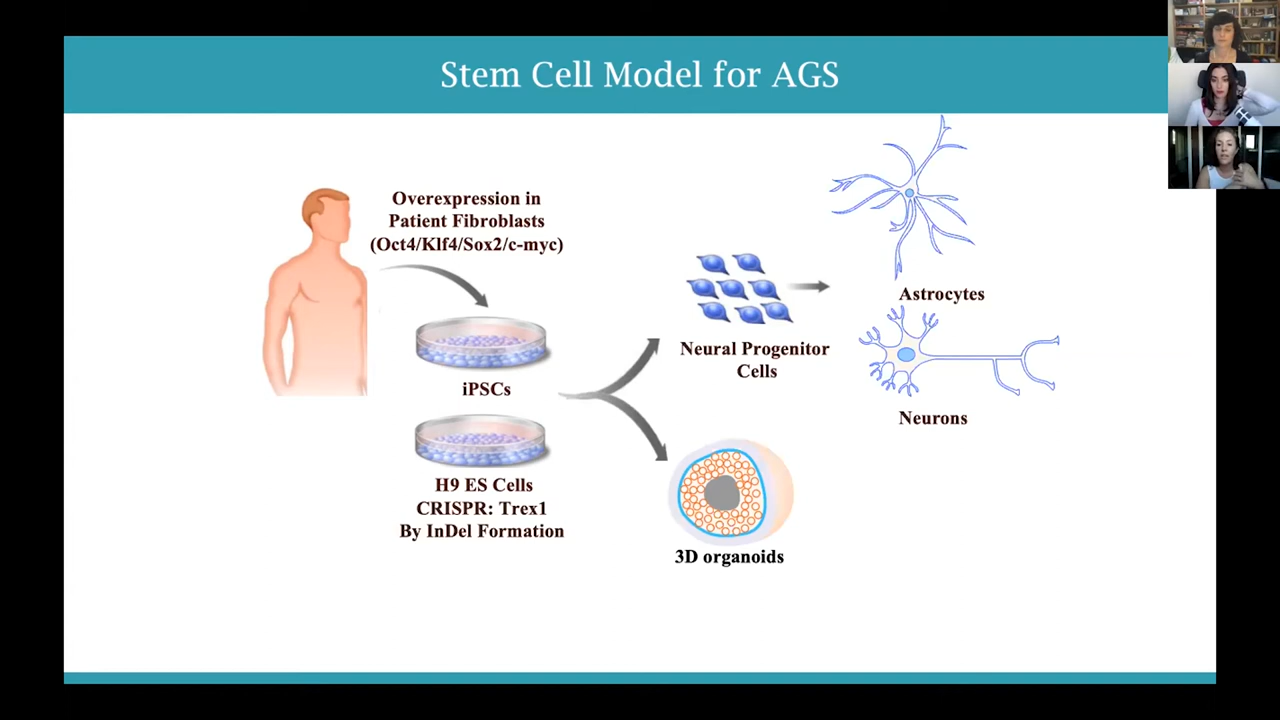 Stem Cell Model for AGS
Overexpression in
Patient Fibroblasts
(Oct4/Klf4/Sox2/c-myc)
iPSCs
H9 ES Cells
CRISPR: Trex1
By InDel Formation
Neural Progenitor
Cells
Astrocytes
Neurons
3D organoids